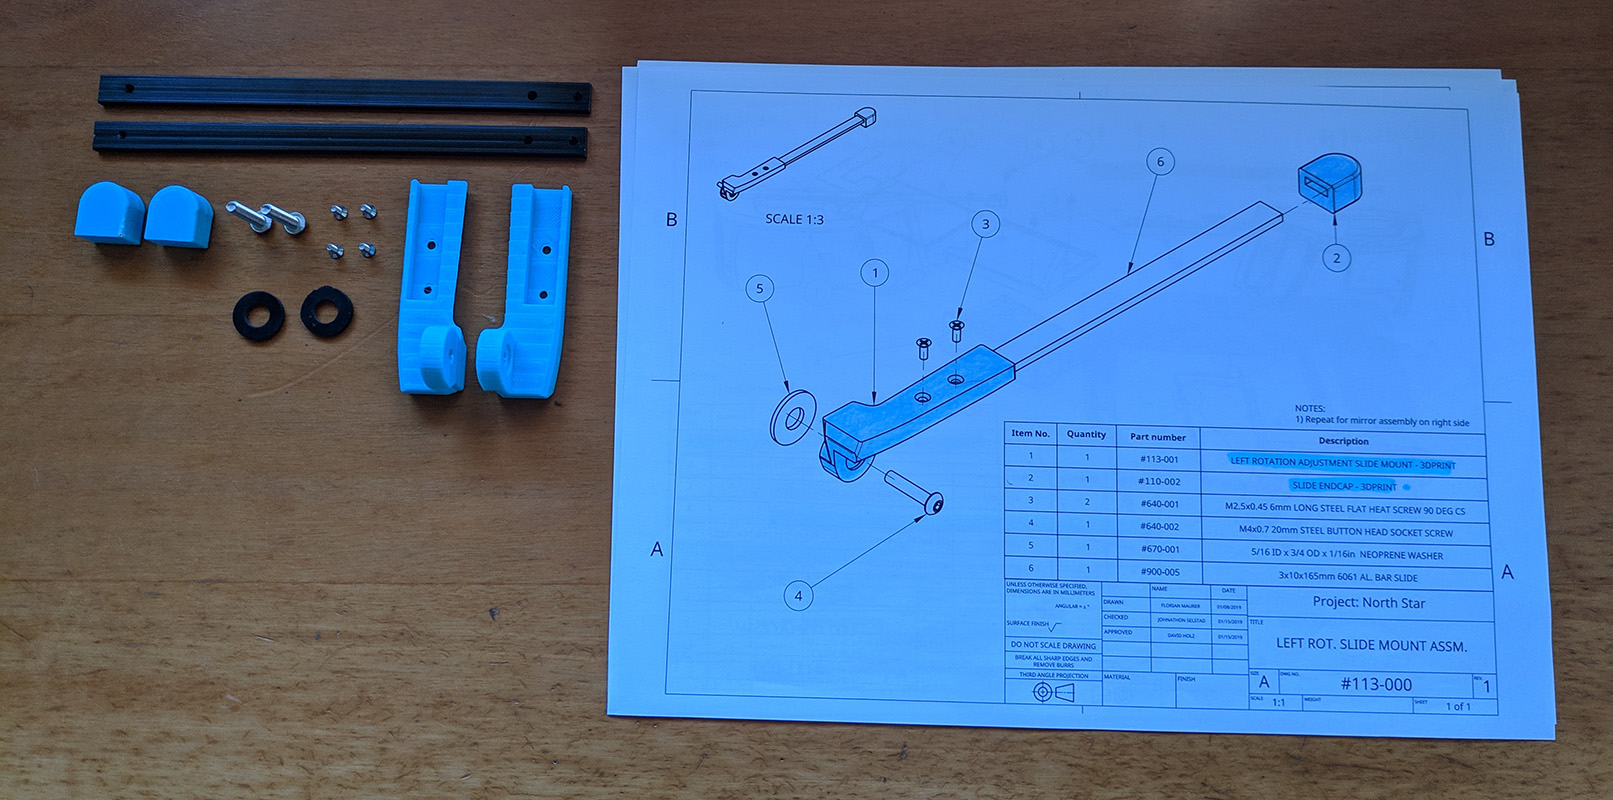 B
B
A
A
SCALE 1:3
1
2
3
4
5
6
NOTES:
1) Repeat for mirror assembly on right side
Item No. Quantity Part number Description
1 1 #113-001 LEFT ROTATION ADJUSTMENT SLIDE MOUNT - 3DPRINT
2 1 #110-002 SLIDE ENDCAP - 3DPRINT
3 2 #640-001 M2.5x0.45 6mm LONG STEEL FLAT HEAT SCREW 90 DEG CS
4 1 #640-002 M4x0.7 20mm STEEL BUTTON HEAD SOCKET SCREW
5 1 #670-001 5/16 ID x 3/4 OD x 1/16in NEOPRENE WASHER
6 1 #900-005 3x10x165mm 6061 AL. BAR SLIDE
UNLESS OTHERWISE SPECIFIED,
DIMENSIONS ARE IN MILLIMETERS
ANGULAR = ± °
SURFACE FINISH
DO NOT SCALE DRAWING
BREAK ALL SHARP EDGES AND
REMOVE BURRS
THIRD ANGLE PROJECTION
NAME DATE
DRAWN FLORIAN MAURER 01/08/2019
CHECKED JOHNATHON SELSTAD 01/15/2019
APPROVED DAVID HOLZ 01/15/2019
MATERIAL FINISH
Project: North Star
TITLE
LEFT ROT. SLIDE MOUNT ASSM.
SIZE A DWG NO. #113-000 REV. 1
SCALE 1:1 WEIGHT SHEET 1 of 1